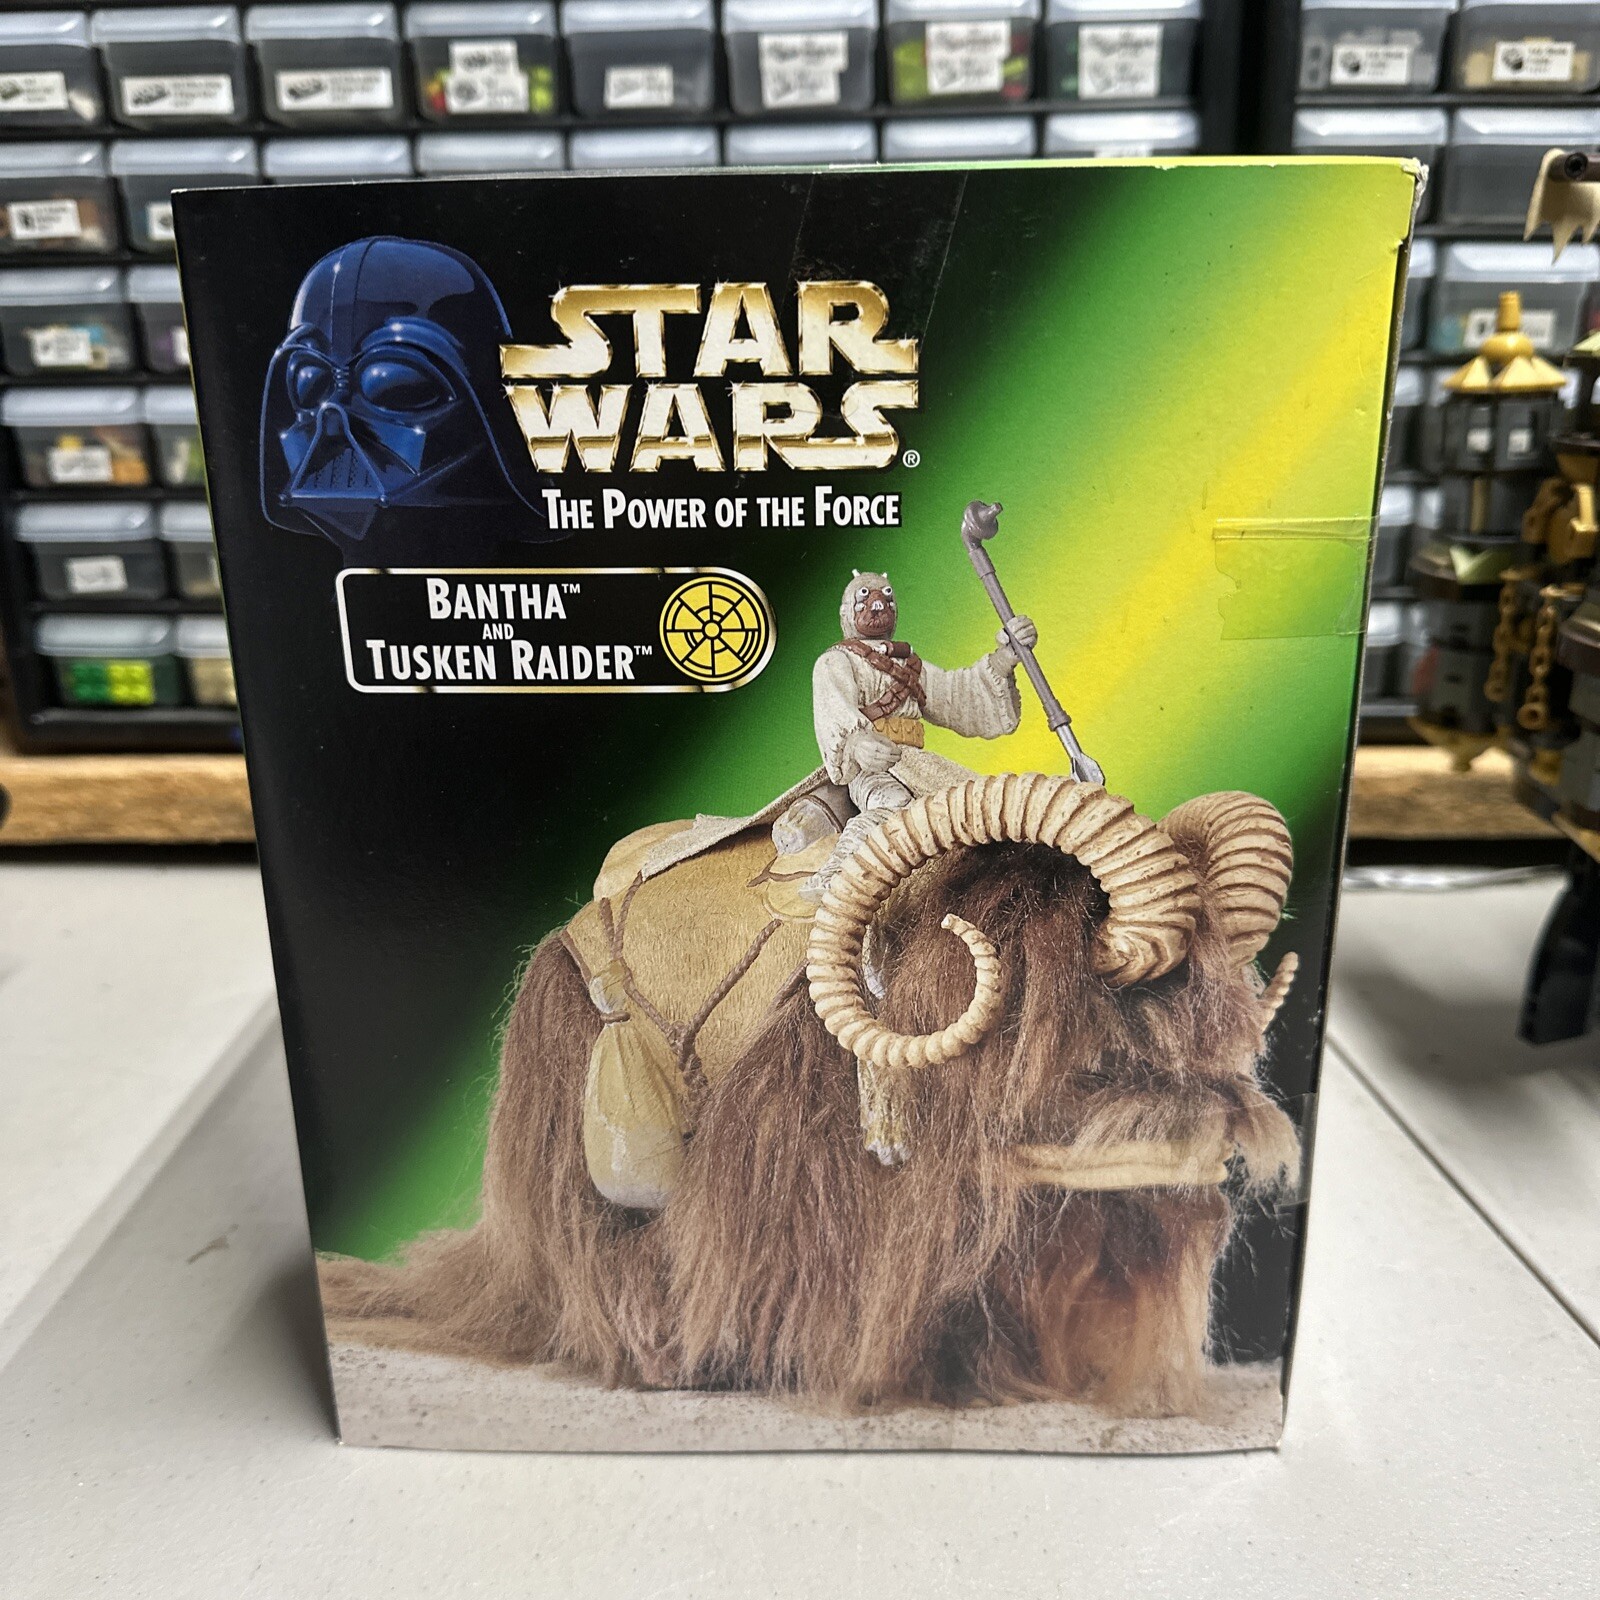 STAR
WARS®
THE POWER OF THE FORCE
BANTHA™
AND
TUSKEN RAIDER™